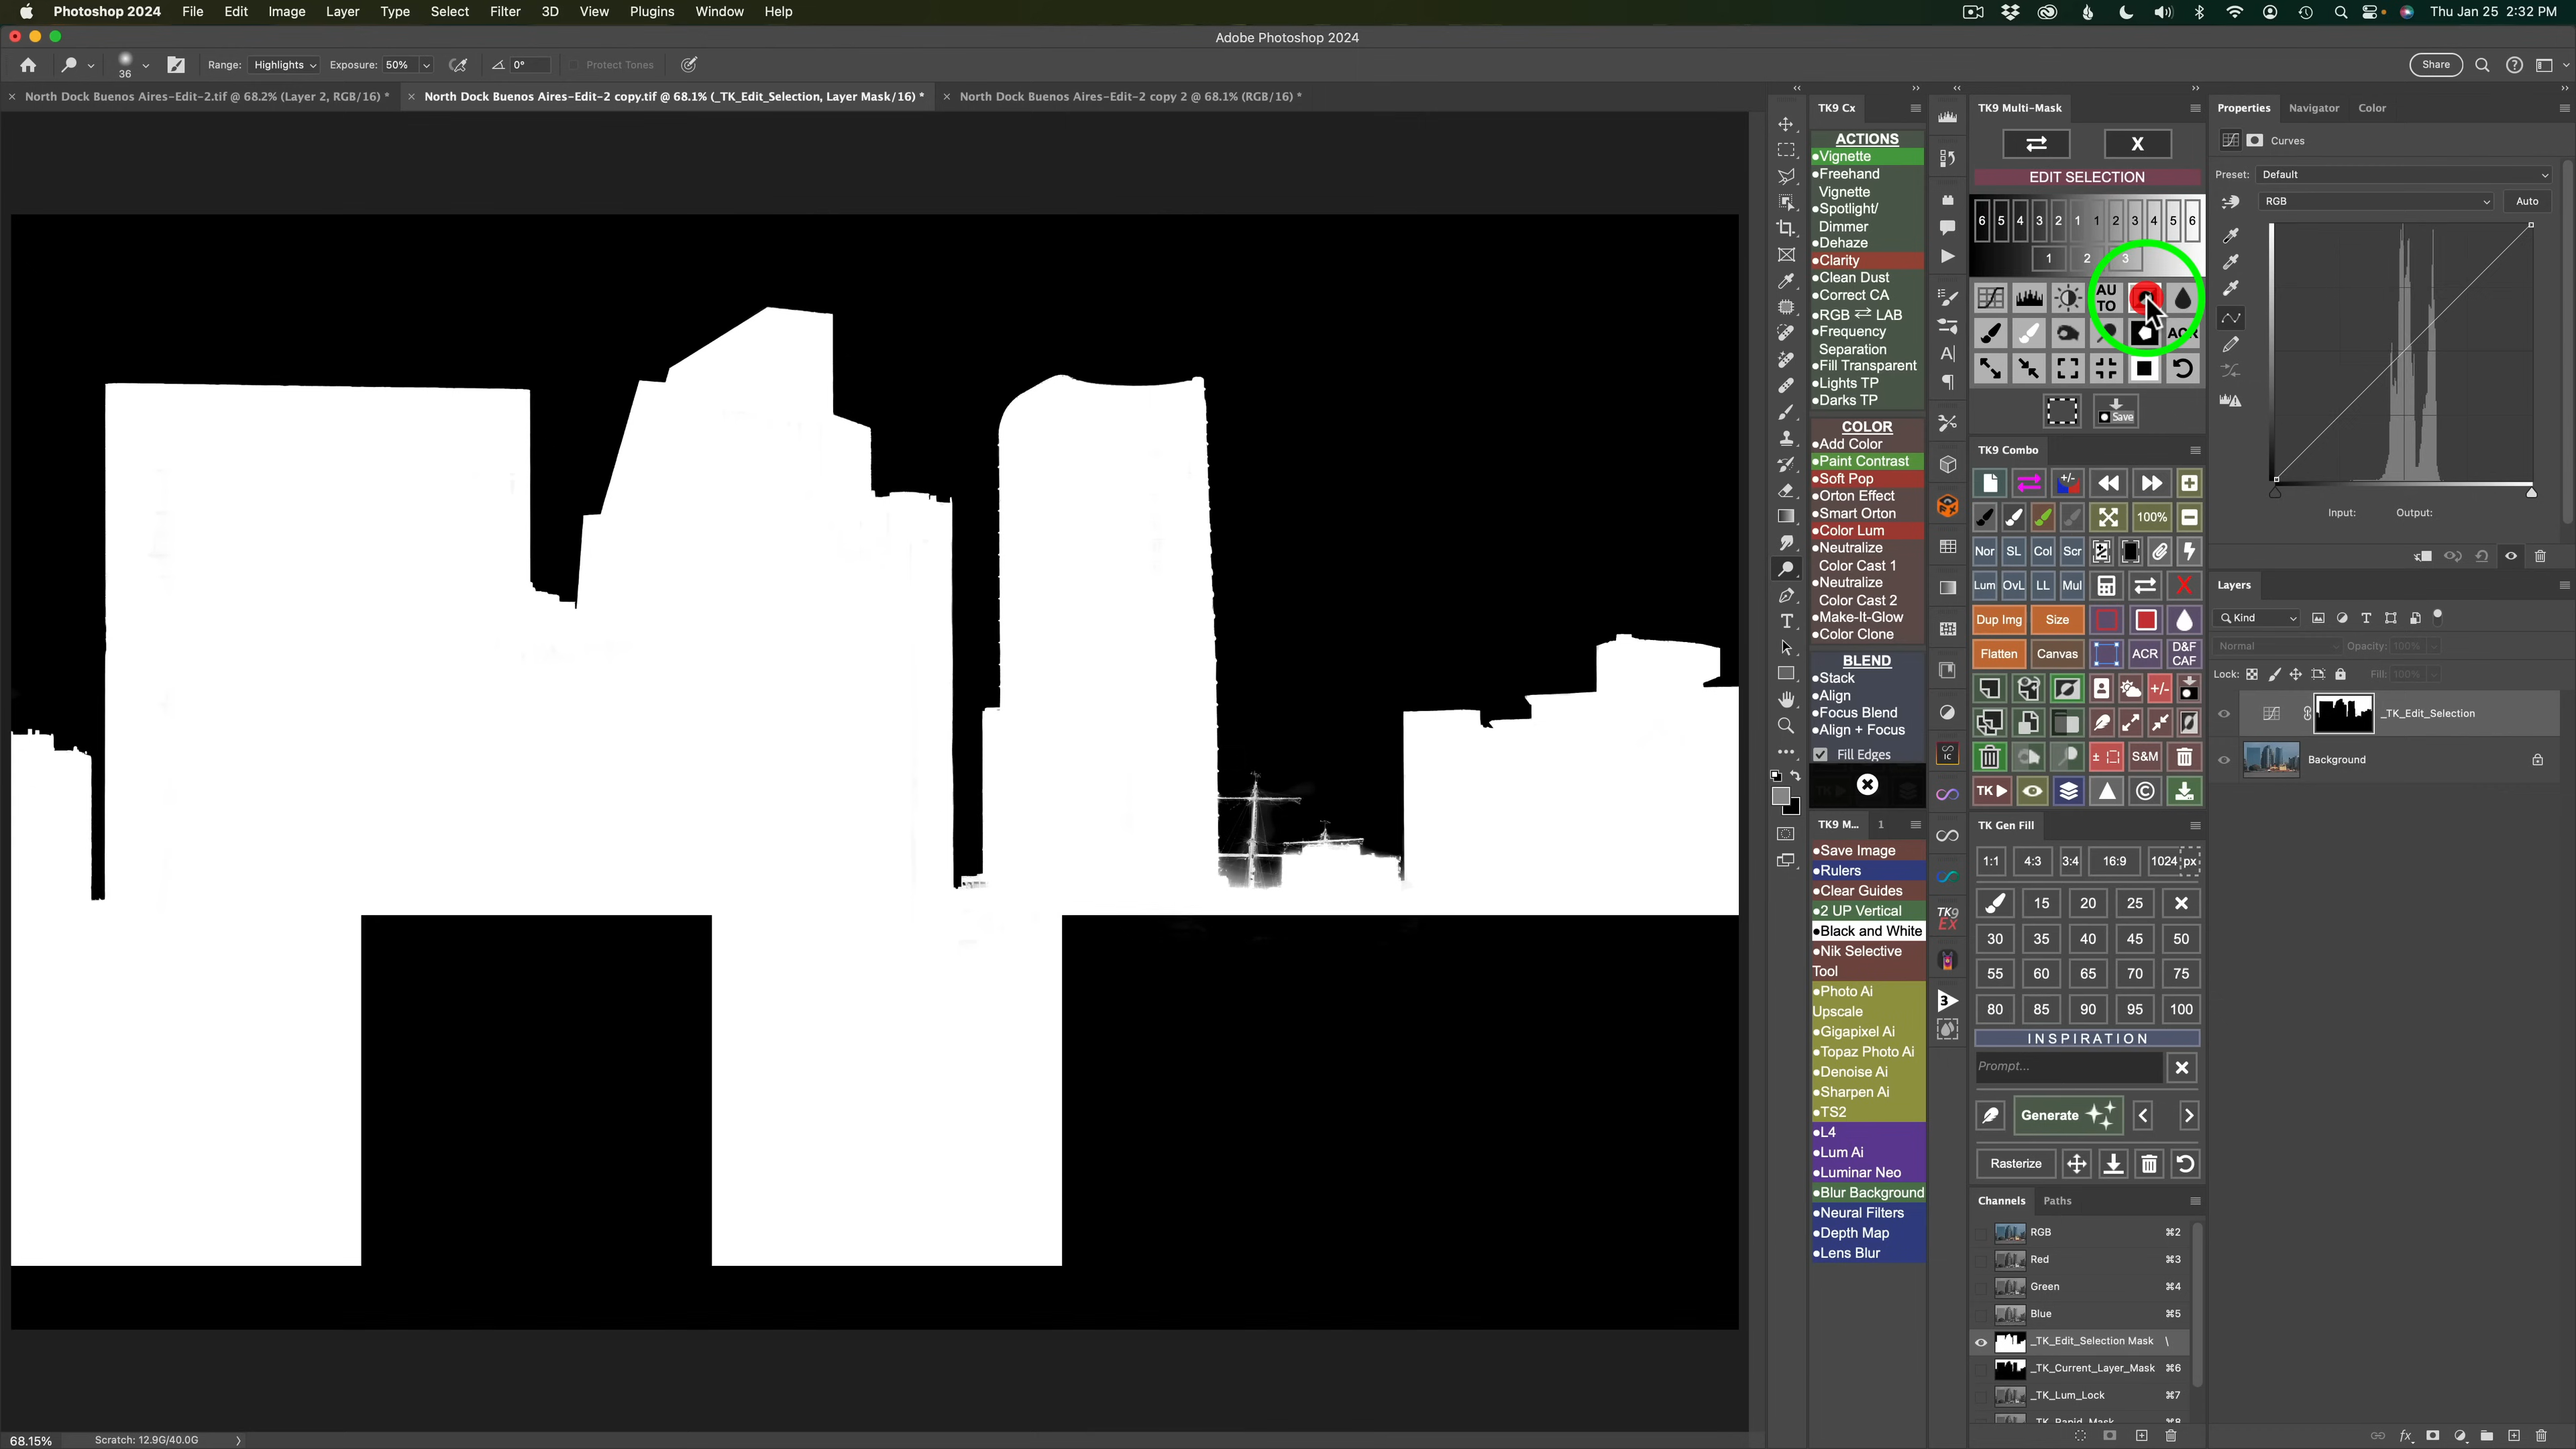 Photoshop 2024 File Edit Image Layer Type Select Filter 3D View Plugins Window Help Thu Jan 25 2:32 PM
Adobe Photoshop 2024
36 Range: Highlights Exposure: 50% 0° Protect Tones Share
× North Dock Buenos Aires-Edit-2.tif @ 68.2% (Layer 2, RGB/16) * × North Dock Buenos Aires-Edit-2 copy.tif @ 68.1% (_TK_Edit_Selection, Layer Mask/16) * × North Dock Buenos Aires-Edit-2 copy 2 @ 68.1% (RGB/16) *
TK9 Cx
ACTIONS
●Vignette
●Freehand
Vignette
●Spotlight/
Dimmer
●Dehaze
●Clarity
●Clean Dust
●Correct CA
●RGB ⇄ LAB
●Frequency
Separation
●Fill Transparent
●Lights TP
●Darks TP
COLOR
●Add Color
●Paint Contrast
●Soft Pop
●Orton Effect
●Smart Orton
●Color Lum
●Neutralize
Color Cast 1
●Neutralize
Color Cast 2
●Make-It-Glow
●Color Clone
BLEND
●Stack
●Align
●Focus Blend
●Align + Focus
Fill Edges
TK9 M... 1
●Save Image
●Rulers
●Clear Guides
●2 UP Vertical
●Black and White
●Nik Selective
Tool
●Photo Ai
Upscale
●Gigapixel Ai
●Topaz Photo Ai
●Denoise Ai
●Sharpen Ai
●TS2
●L4
●Lum Ai
●Luminar Neo
●Blur Background
●Neural Filters
●Depth Map
●Lens Blur
IC
TK9
Ex
3
TK9 Multi-Mask
X
EDIT SELECTION
6 5 4 3 2 1 1 2 3 4 5 6
1 2 3
AU
TO
ACR
Save
TK9 Combo
+/-
100%
Nor SL Col Scr
Lum OvL LL Mul X
Dup Img Size
Flatten Canvas ACR D&F
CAF
+/-
S&M
TK
TK Gen Fill
1:1 4:3 3:4 16:9 1024 px
15 20 25
30 35 40 45 50
55 60 65 70 75
80 85 90 95 100
INSPIRATION
Prompt...
Generate
Rasterize
Channels Paths
RGB ⌘2
Red ⌘3
Green ⌘4
Blue ⌘5
_TK_Edit_Selection Mask \
_TK_Current_Layer_Mask ⌘6
_TK_Lum_Lock ⌘7
_TK_Rapid_Mask ⌘8
Properties Navigator Color
Curves
Preset: Default
RGB Auto
Input: Output:
Layers
Kind
Normal Opacity: 100%
Lock: Fill: 100%
_TK_Edit_Selection
Background
fx
68.15% Scratch: 12.9G/40.0G